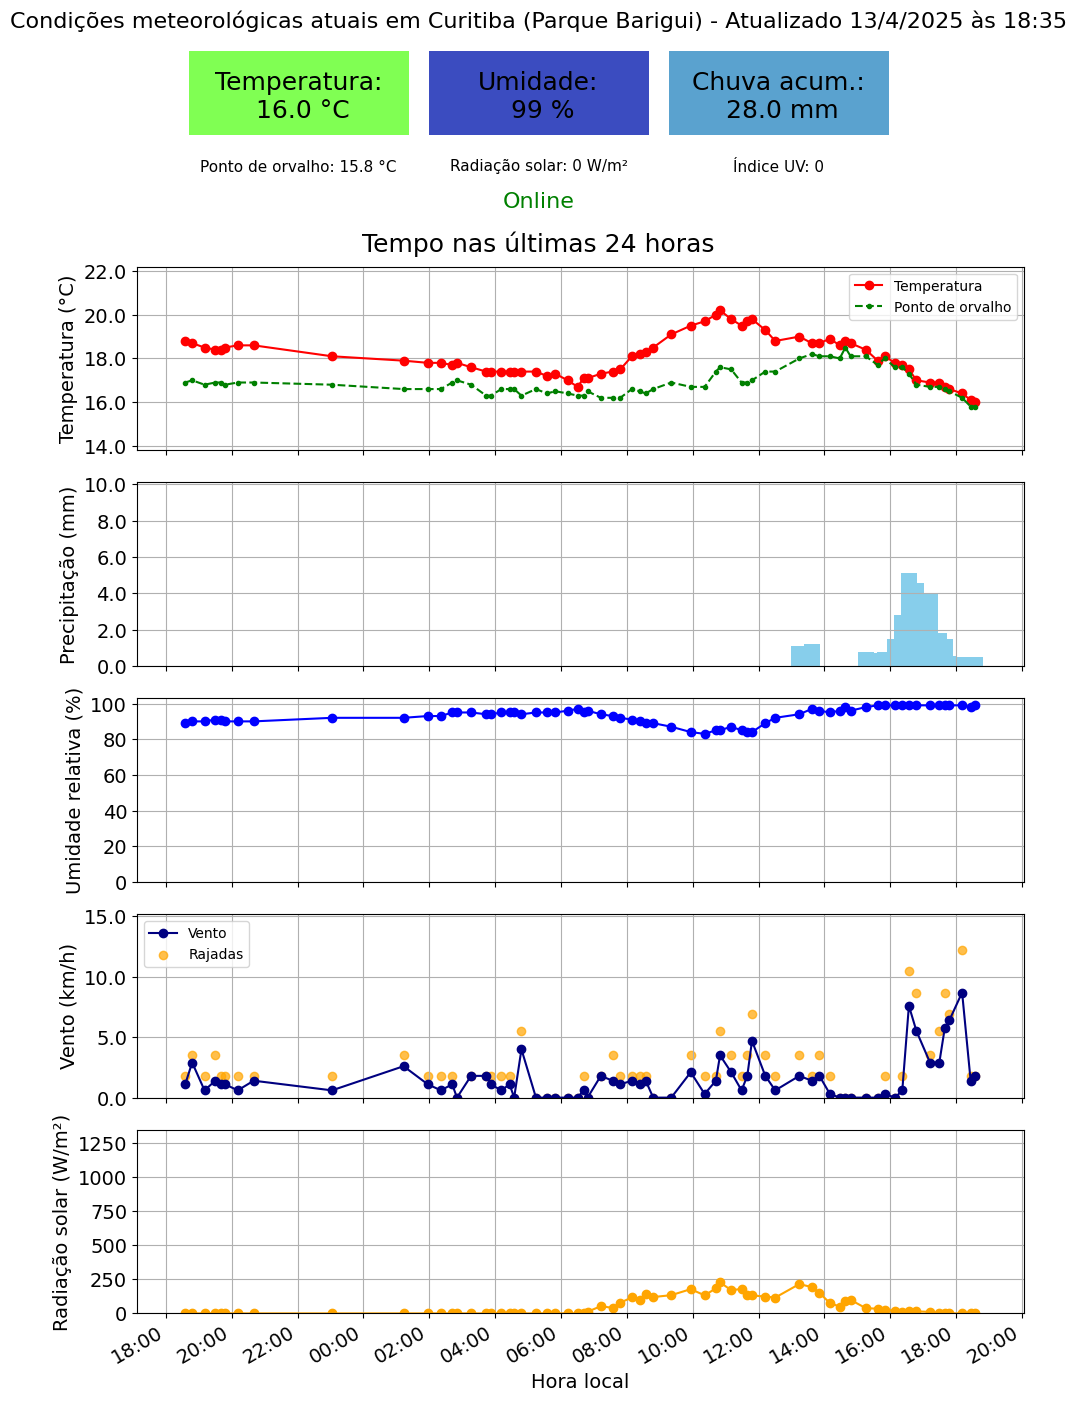 Condições meteorológicas atuais em Curitiba (Parque Barigui) - Atualizado 13/4/2025 às 18:35
Temperatura:
16.0 °C
Umidade:
99 %
Chuva acum.:
28.0 mm
Ponto de orvalho: 15.8 °C
Radiação solar: 0 W/m²
Índice UV: 0
Online
Tempo nas últimas 24 horas
Temperatura (°C)
22.0
20.0
18.0
16.0
14.0
Temperatura
Ponto de orvalho
Precipitação (mm)
10.0
8.0
6.0
4.0
2.0
0.0
Umidade relativa (%)
100
80
60
40
20
0
Vento (km/h)
15.0
10.0
5.0
0.0
Vento
Rajadas
Radiação solar (W/m²)
1250
1000
750
500
250
0
18:00
20:00
22:00
00:00
02:00
04:00
06:00
08:00
10:00
12:00
14:00
16:00
18:00
20:00
Hora local